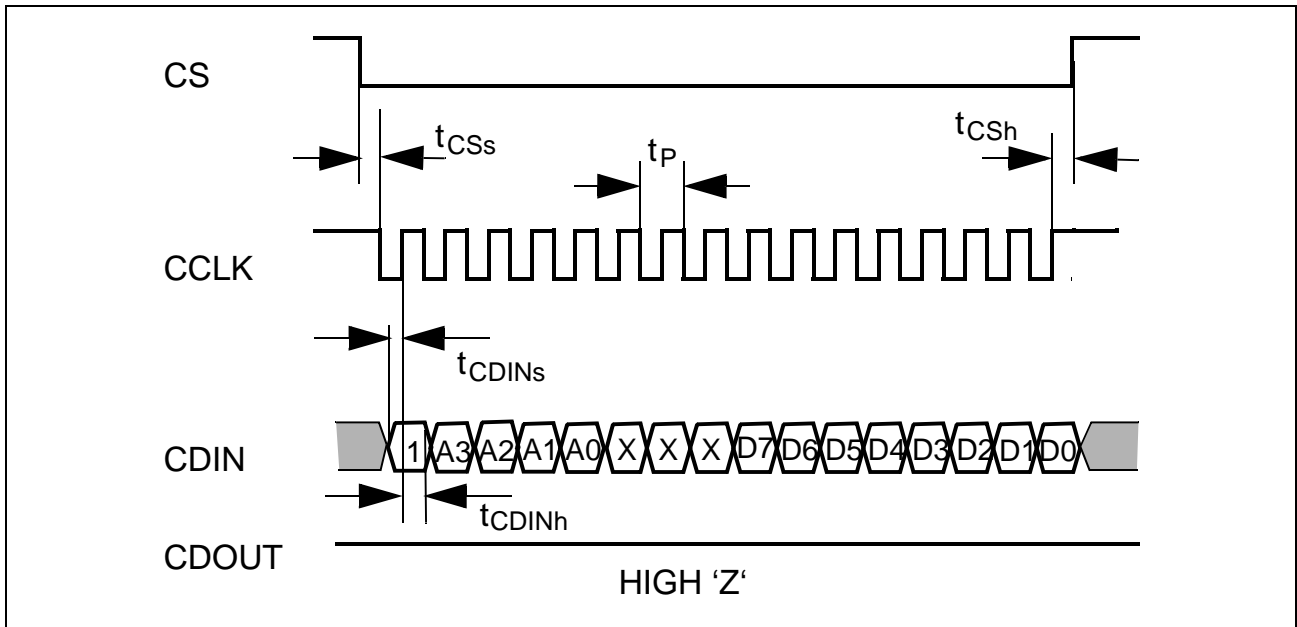 CS
tCSs
tP
tCSh
CCLK
tCDINs
CDIN
1 A3 A2 A1 A0 X X X D7 D6 D5 D4 D3 D2 D1 D0
tCDINh
CDOUT
HIGH ‘Z‘